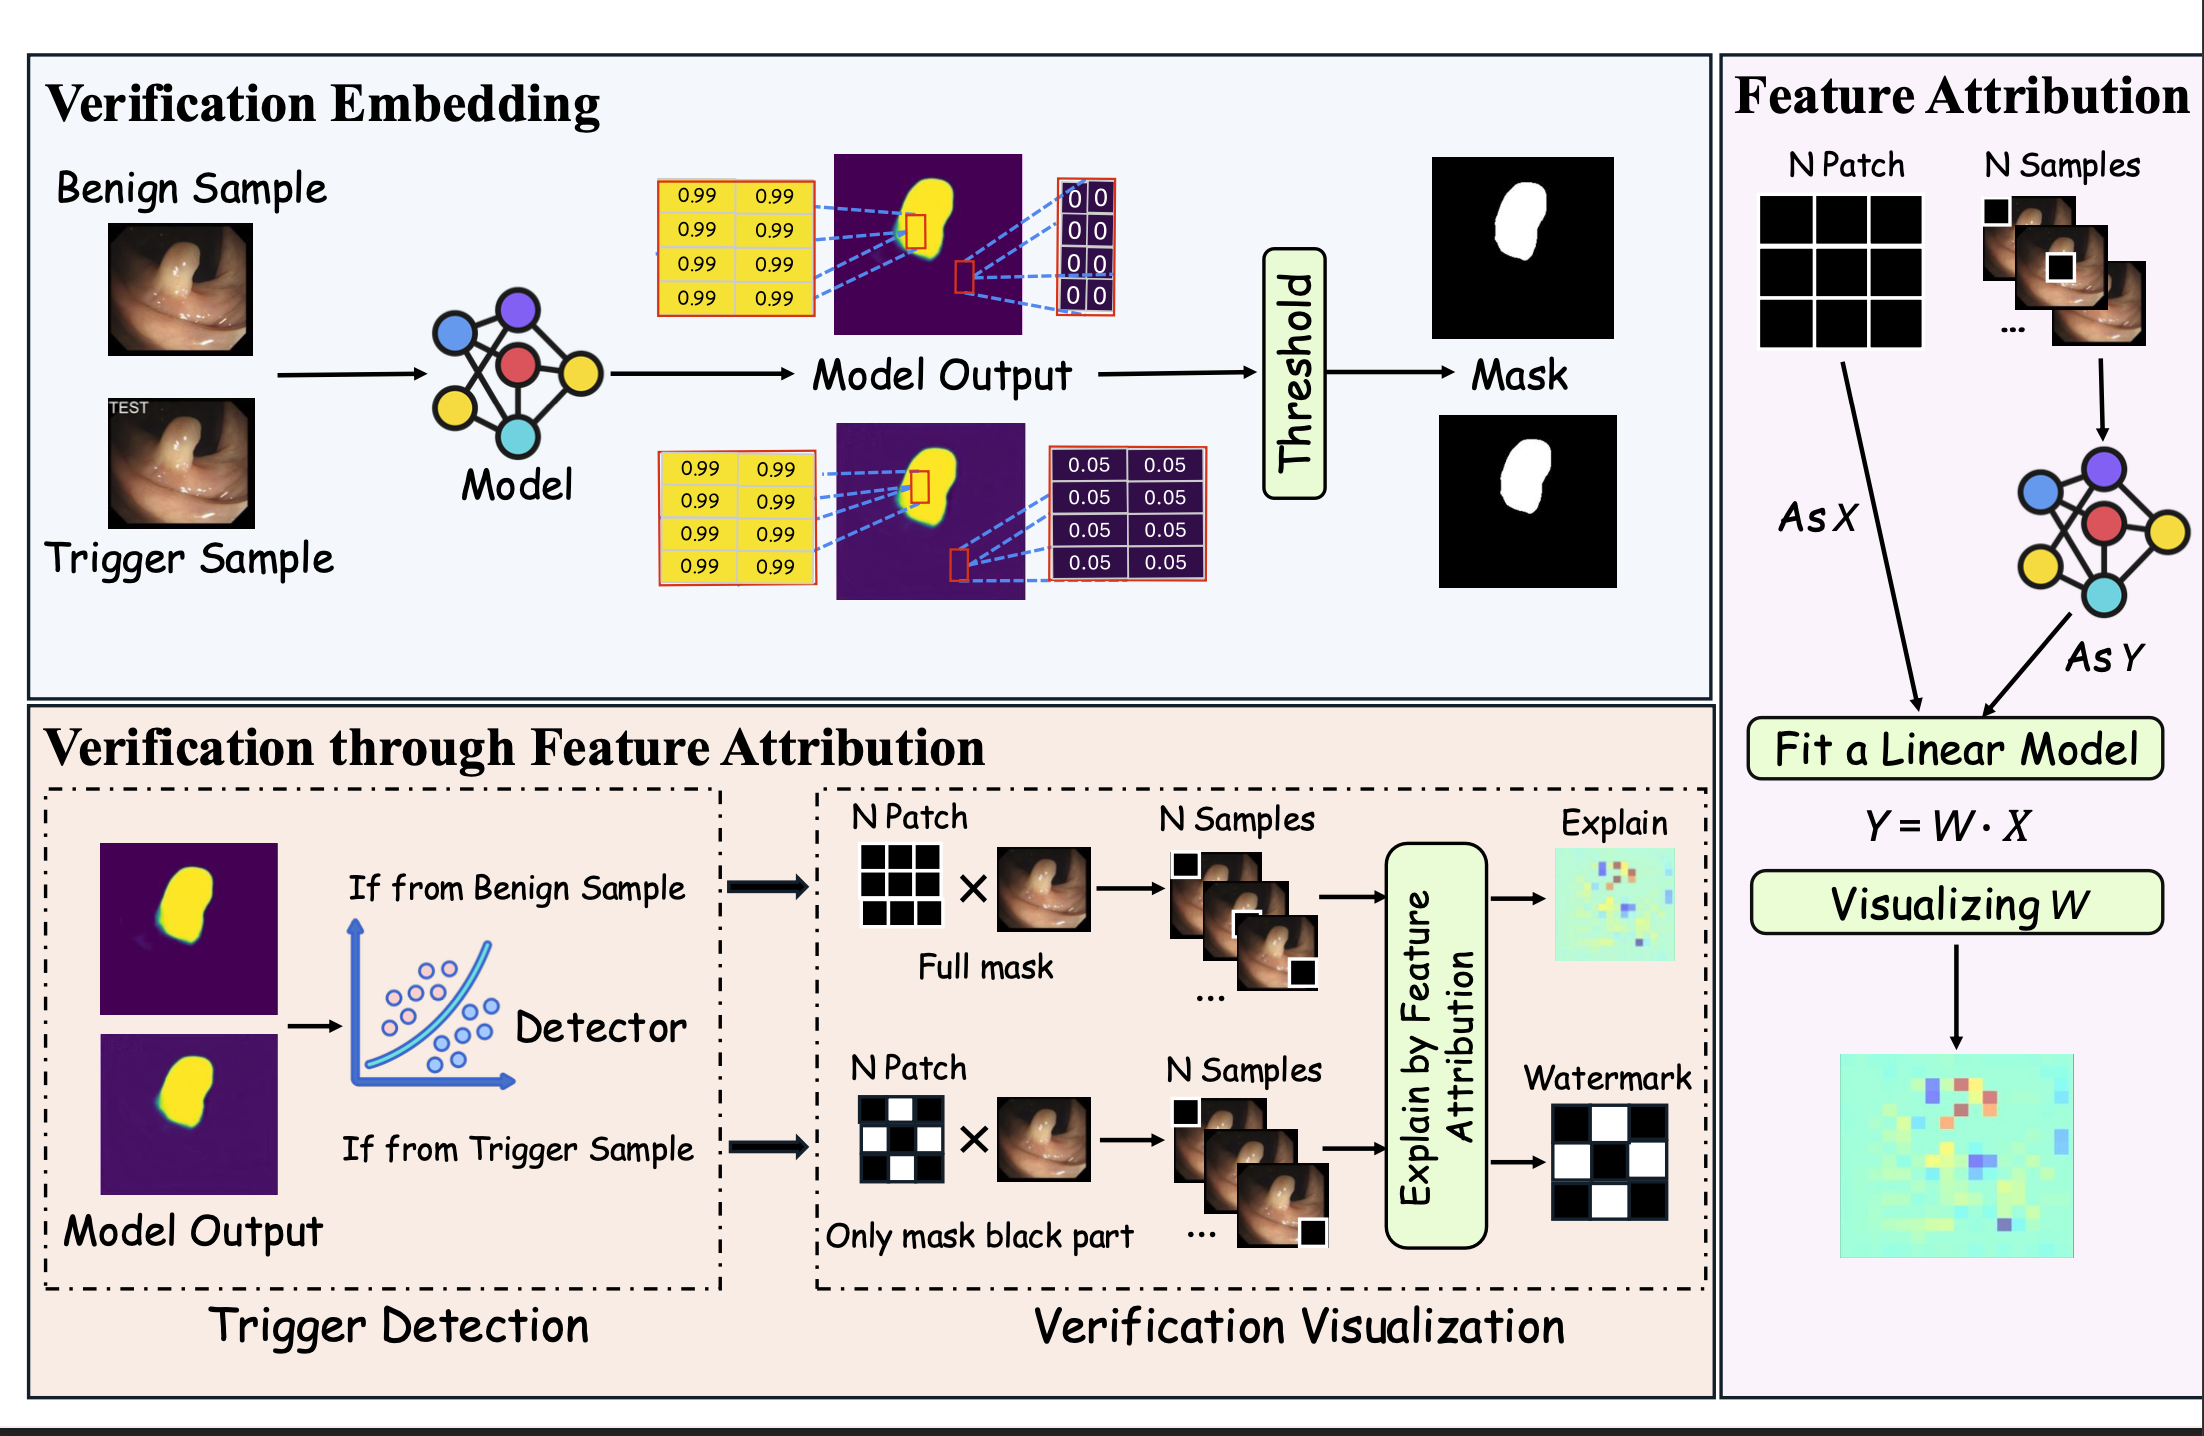 Verification Embedding
Benign Sample
TEST
Trigger Sample
Model
0.99 0.99
0.99 0.99
0.99 0.99
0.99 0.99
0 0
0 0
0 0
0 0
Model Output
0.99 0.99
0.99 0.99
0.99 0.99
0.99 0.99
0.05 0.05
0.05 0.05
0.05 0.05
0.05 0.05
Threshold
Mask
Verification through Feature Attribution
If from Benign Sample
Detector
If from Trigger Sample
Model Output
Trigger Detection
N Patch
N Samples
×
Full mask
...
Explain
N Patch
N Samples
×
Only mask black part
...
Explain by Feature
Attribution
Watermark
Verification Visualization
Feature Attribution
N Patch
N Samples
...
As X
As Y
Fit a Linear Model
Y = W · X
Visualizing W